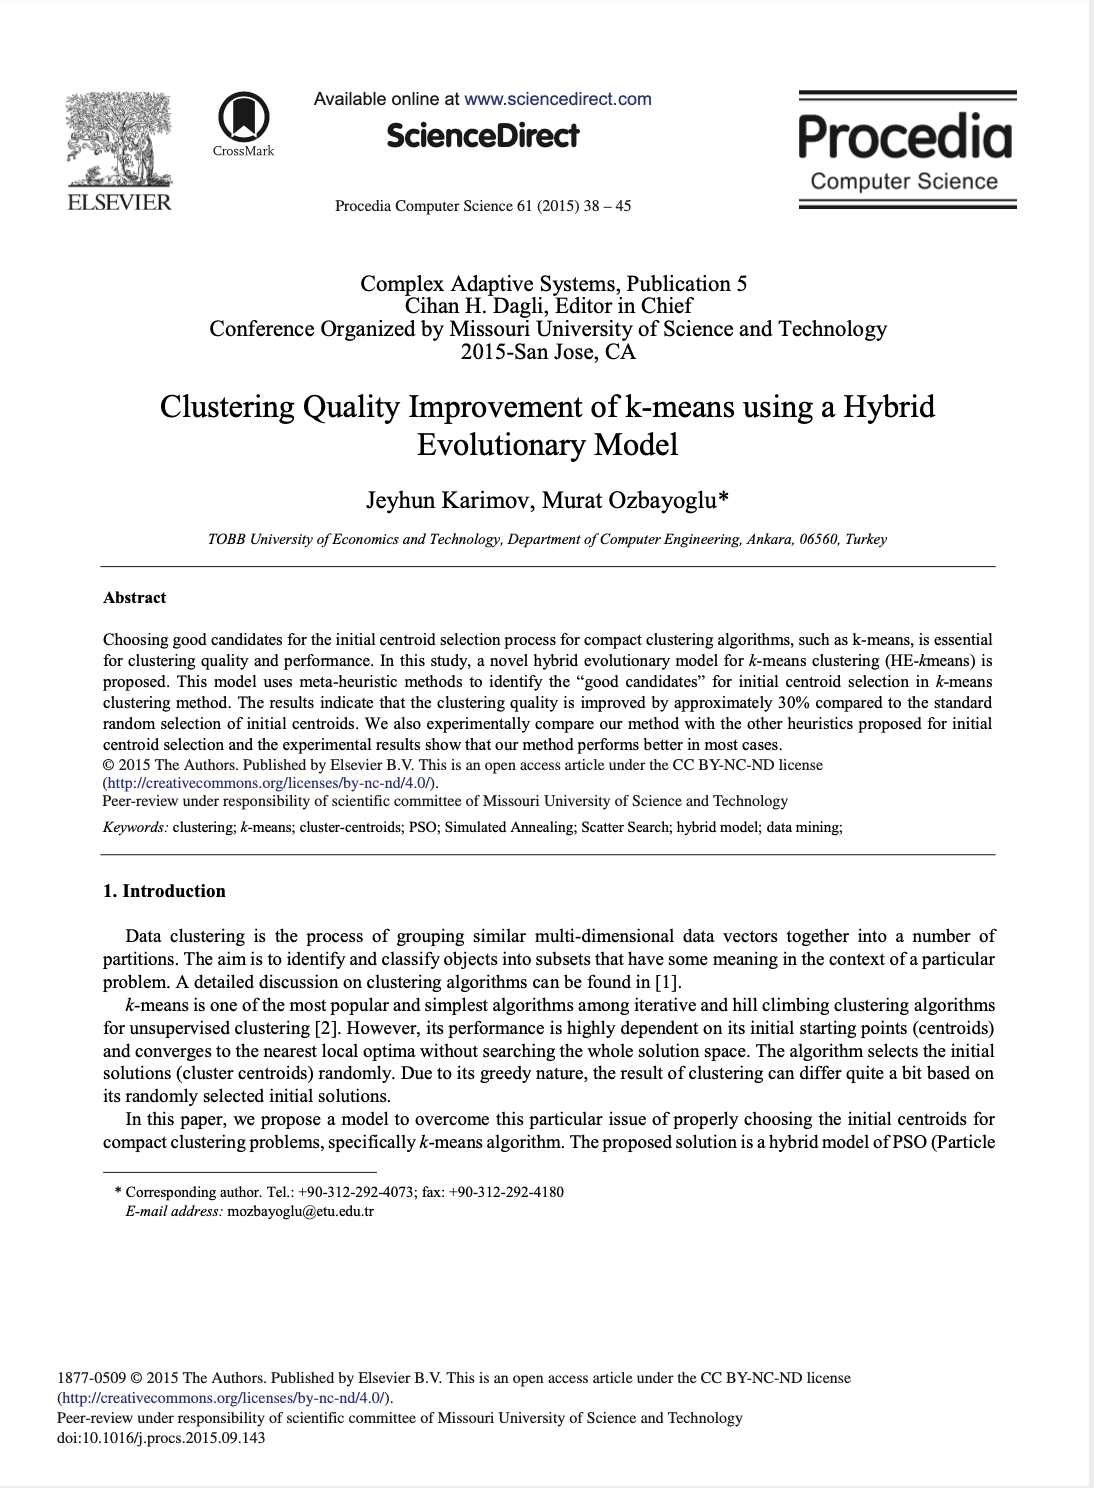 ELSEVIER
CrossMark
Available online at www.sciencedirect.com
ScienceDirect
Procedia Computer Science 61 (2015) 38 – 45
Procedia
Computer Science
Complex Adaptive Systems, Publication 5
Cihan H. Dagli, Editor in Chief
Conference Organized by Missouri University of Science and Technology
2015-San Jose, CA
Clustering Quality Improvement of k-means using a Hybrid
Evolutionary Model
Jeyhun Karimov, Murat Ozbayoglu*
TOBB University of Economics and Technology, Department of Computer Engineering, Ankara, 06560, Turkey
Abstract
Choosing good candidates for the initial centroid selection process for compact clustering algorithms, such as k-means, is essential
for clustering quality and performance. In this study, a novel hybrid evolutionary model for k-means clustering (HE-kmeans) is
proposed. This model uses meta-heuristic methods to identify the “good candidates” for initial centroid selection in k-means
clustering method. The results indicate that the clustering quality is improved by approximately 30% compared to the standard
random selection of initial centroids. We also experimentally compare our method with the other heuristics proposed for initial
centroid selection and the experimental results show that our method performs better in most cases.
© 2015 The Authors. Published by Elsevier B.V. This is an open access article under the CC BY-NC-ND license
(http://creativecommons.org/licenses/by-nc-nd/4.0/).
Peer-review under responsibility of scientific committee of Missouri University of Science and Technology
Keywords: clustering; k-means; cluster-centroids; PSO; Simulated Annealing; Scatter Search; hybrid model; data mining;
1. Introduction
Data clustering is the process of grouping similar multi-dimensional data vectors together into a number of
partitions. The aim is to identify and classify objects into subsets that have some meaning in the context of a particular
problem. A detailed discussion on clustering algorithms can be found in [1].
k-means is one of the most popular and simplest algorithms among iterative and hill climbing clustering algorithms
for unsupervised clustering [2]. However, its performance is highly dependent on its initial starting points (centroids)
and converges to the nearest local optima without searching the whole solution space. The algorithm selects the initial
solutions (cluster centroids) randomly. Due to its greedy nature, the result of clustering can differ quite a bit based on
its randomly selected initial solutions.
In this paper, we propose a model to overcome this particular issue of properly choosing the initial centroids for
compact clustering problems, specifically k-means algorithm. The proposed solution is a hybrid model of PSO (Particle
* Corresponding author. Tel.: +90-312-292-4073; fax: +90-312-292-4180
E-mail address: mozbayoglu@etu.edu.tr
1877-0509 © 2015 The Authors. Published by Elsevier B.V. This is an open access article under the CC BY-NC-ND license
(http://creativecommons.org/licenses/by-nc-nd/4.0/).
Peer-review under responsibility of scientific committee of Missouri University of Science and Technology
doi:10.1016/j.procs.2015.09.143